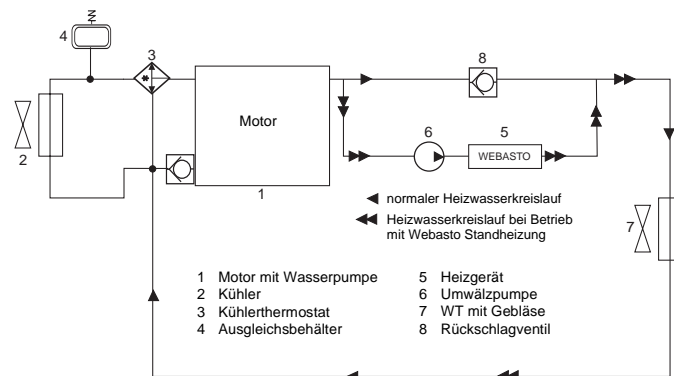 4
3
8
Motor
6
5
WEBASTO
2
1
7
normaler Heizwasserkreislauf
Heizwasserkreislauf bei Betrieb
mit Webasto Standheizung
1 Motor mit Wasserpumpe
2 Kühler
3 Kühlerthermostat
4 Ausgleichsbehälter
5 Heizgerät
6 Umwälzpumpe
7 WT mit Gebläse
8 Rückschlagventil